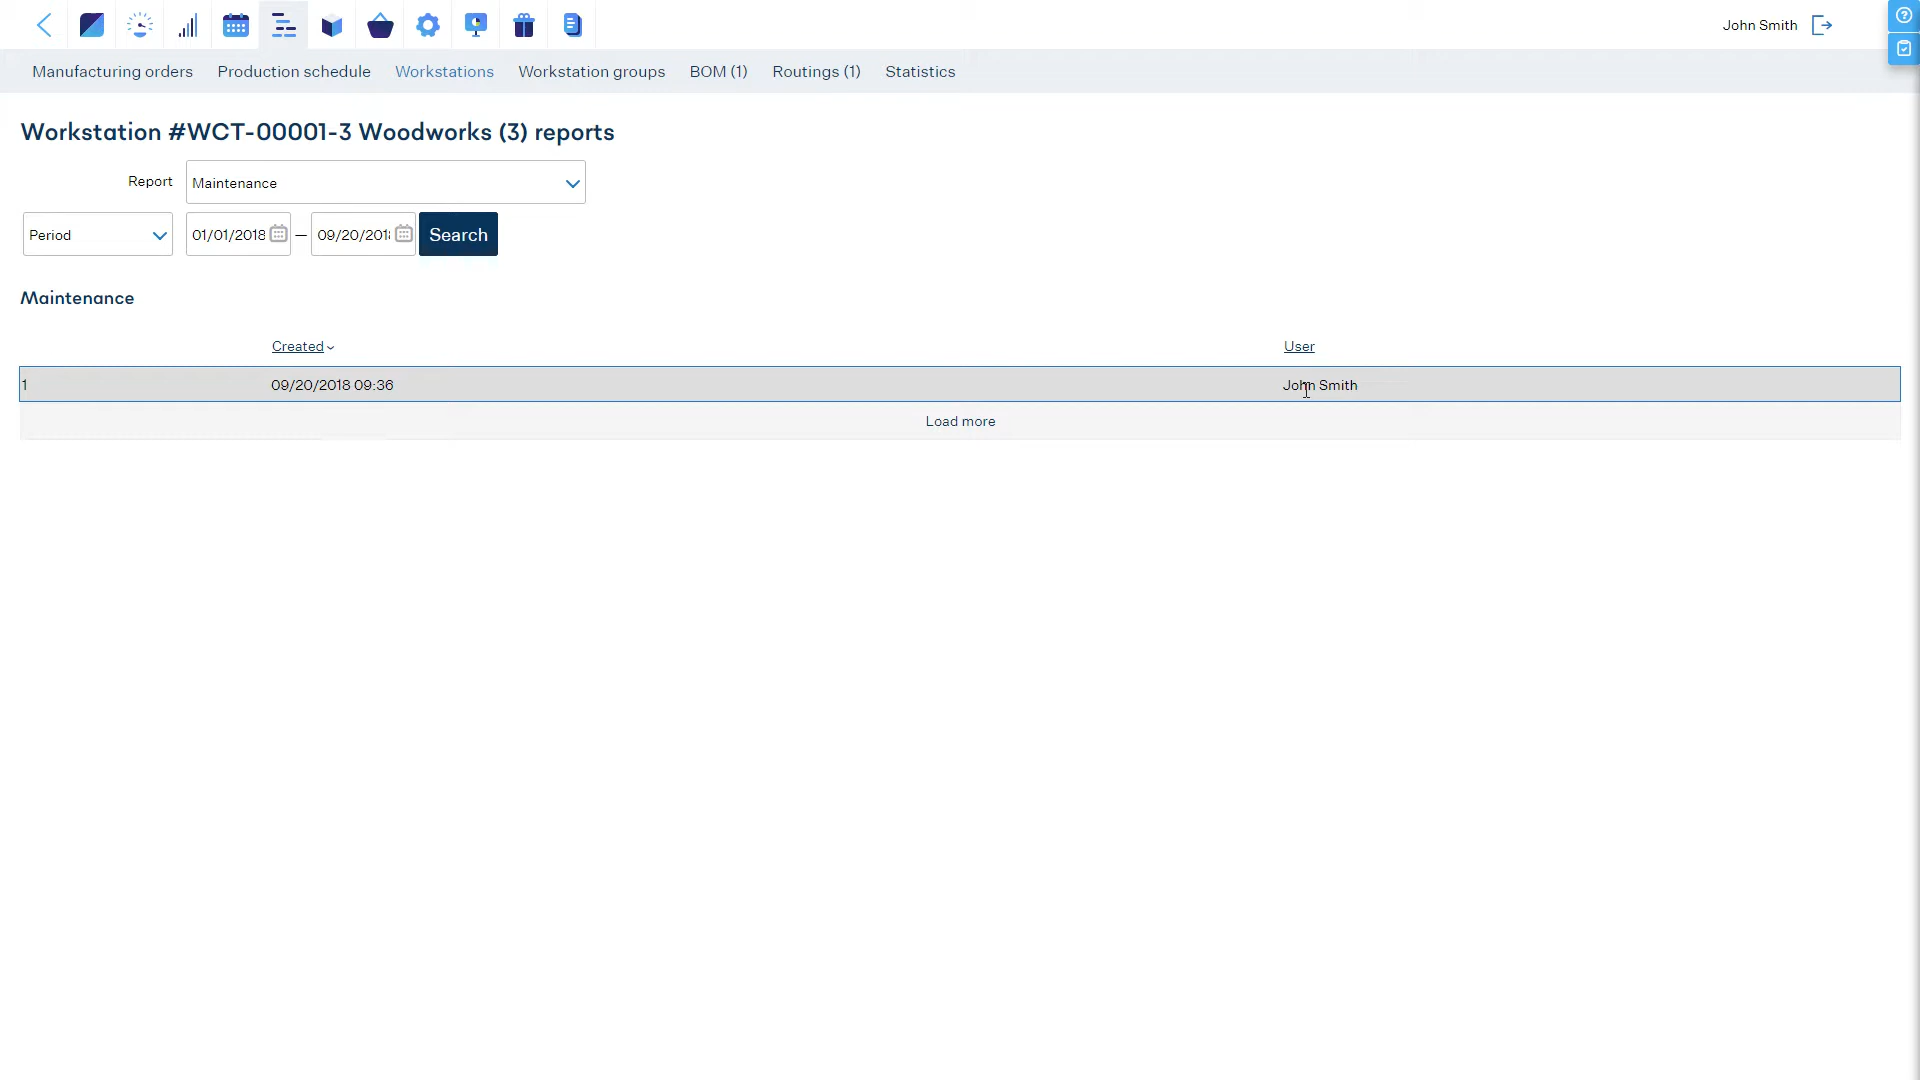 John Smith
Manufacturing orders Production schedule Workstations Workstation groups BOM (1) Routings (1) Statistics
Workstation #WCT-00001-3 Woodworks (3) reports
Report Maintenance
Period 01/01/2018 — 09/20/201 Search
Maintenance
Created User
1 09/20/2018 09:36 John Smith
Load more